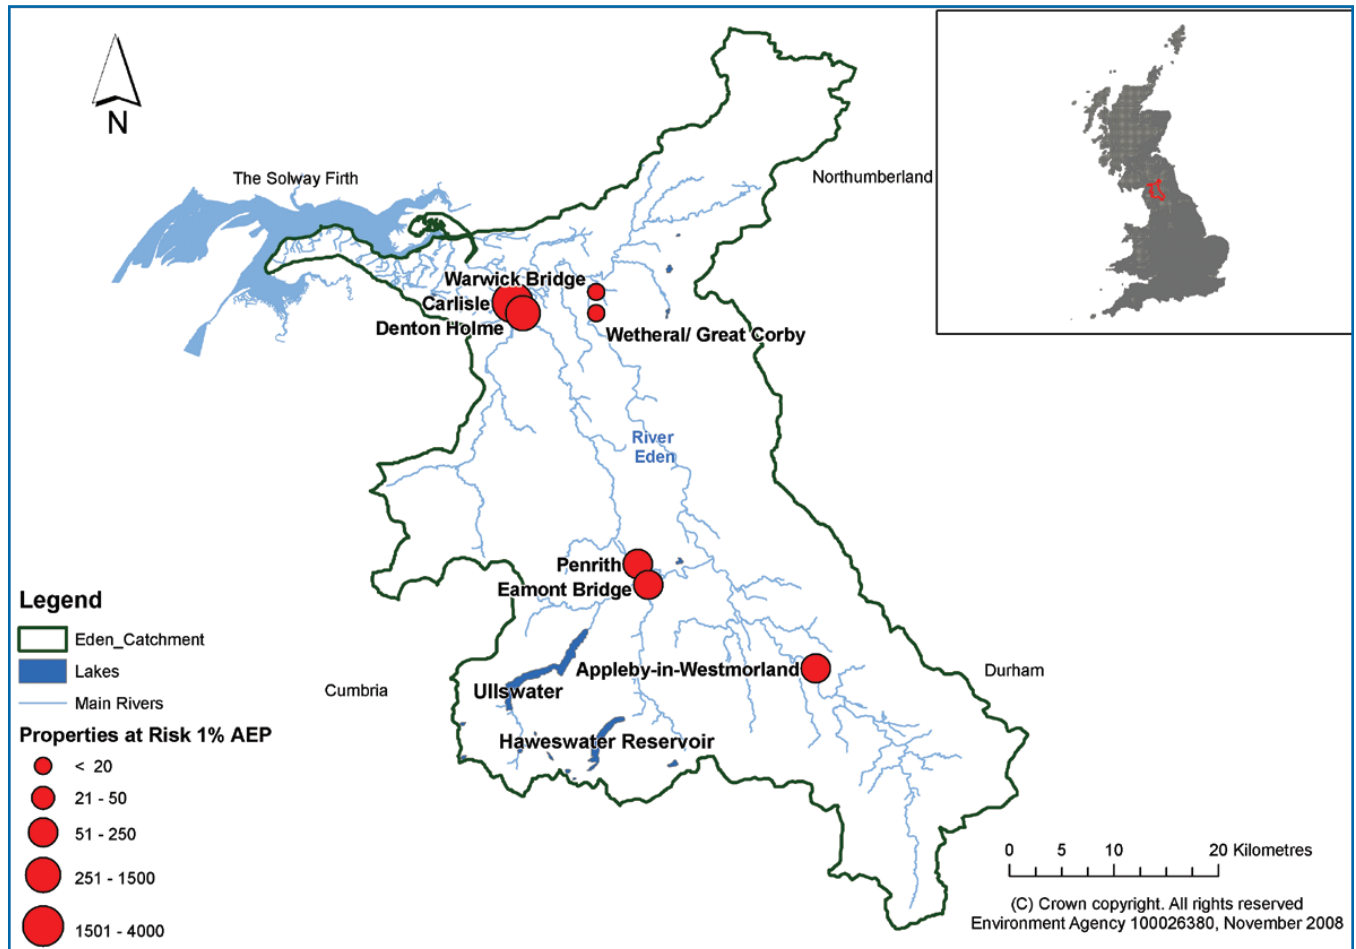 N
The Solway Firth
Northumberland
Warwick Bridge
Carlisle
Denton Holme
Wetheral/ Great Corby
River
Eden
Penrith
Eamont Bridge
Appleby-in-Westmorland
Durham
Cumbria
Ullswater
Haweswater Reservoir
Legend
Eden_Catchment
Lakes
Main Rivers
Properties at Risk 1% AEP
< 20
21 - 50
51 - 250
251 - 1500
1501 - 4000
0 5 10 20 Kilometres
(C) Crown copyright. All rights reserved
Environment Agency 100026380, November 2008